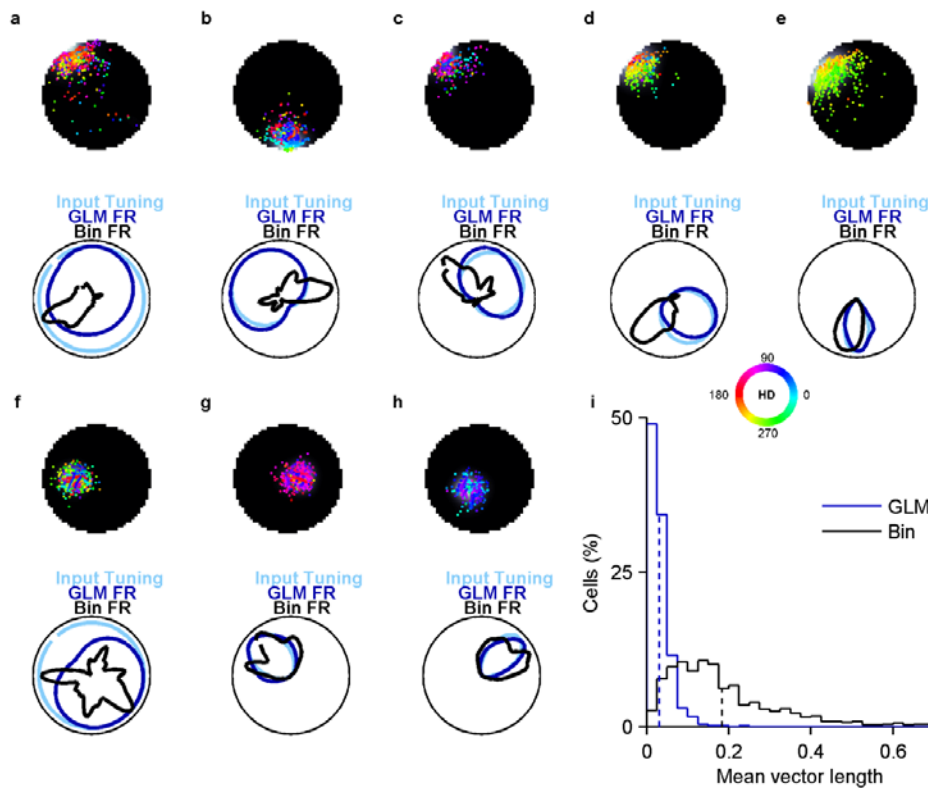 a b c d e
Input Tuning
GLM FR
Bin FR
Input Tuning
GLM FR
Bin FR
Input Tuning
GLM FR
Bin FR
Input Tuning
GLM FR
Bin FR
Input Tuning
GLM FR
Bin FR
90
180 HD 0
270
f g h i
Input Tuning
GLM FR
Bin FR
Input Tuning
GLM FR
Bin FR
Input Tuning
GLM FR
Bin FR
50
25
0
Cells (%)
GLM
Bin
0 0.2 0.4 0.6
Mean vector length